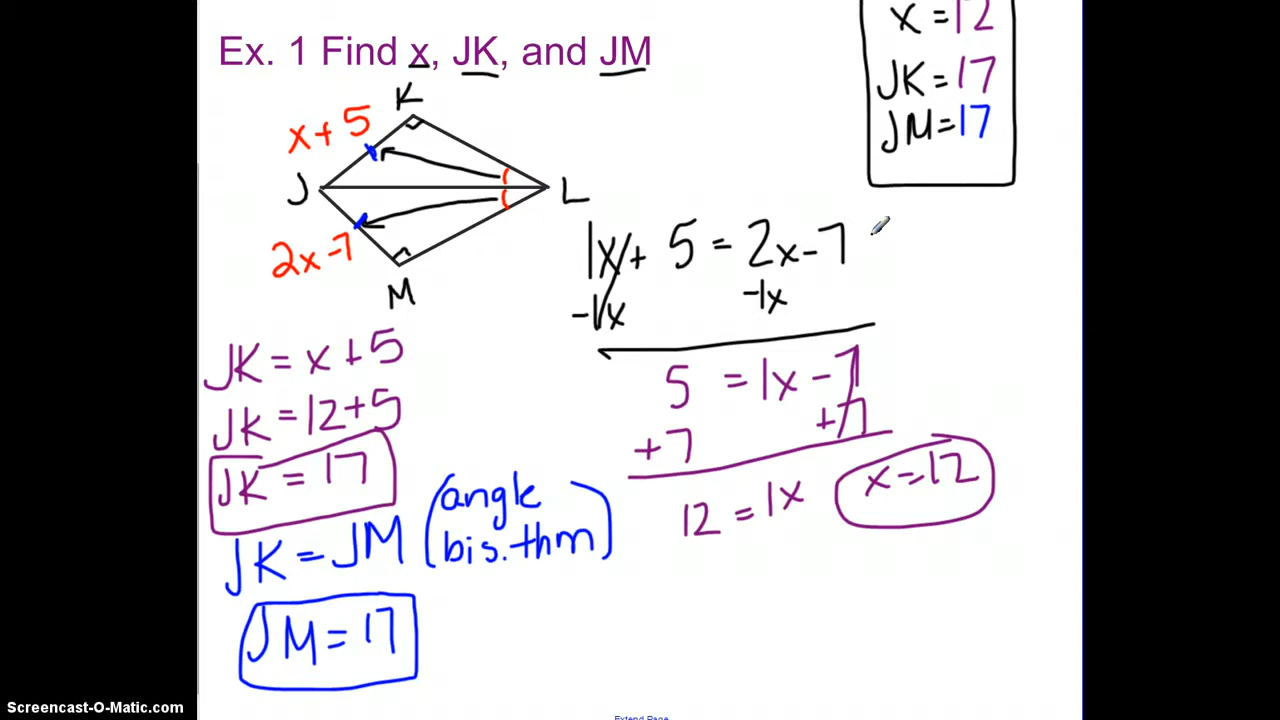 Ex. 1 Find x, JK, and JM
x = 12
JK = 17
JM = 17
K
x + 5
J
L
2x - 7
M
1x + 5 = 2x - 7
-1x -1x
5 = 1x - 7
+7 +7
12 = 1x
x = 12
JK = x + 5
JK = 12 + 5
JK = 17
JK = JM (angle bis. thm)
JM = 17
Screencast-O-Matic.com
Extend Page